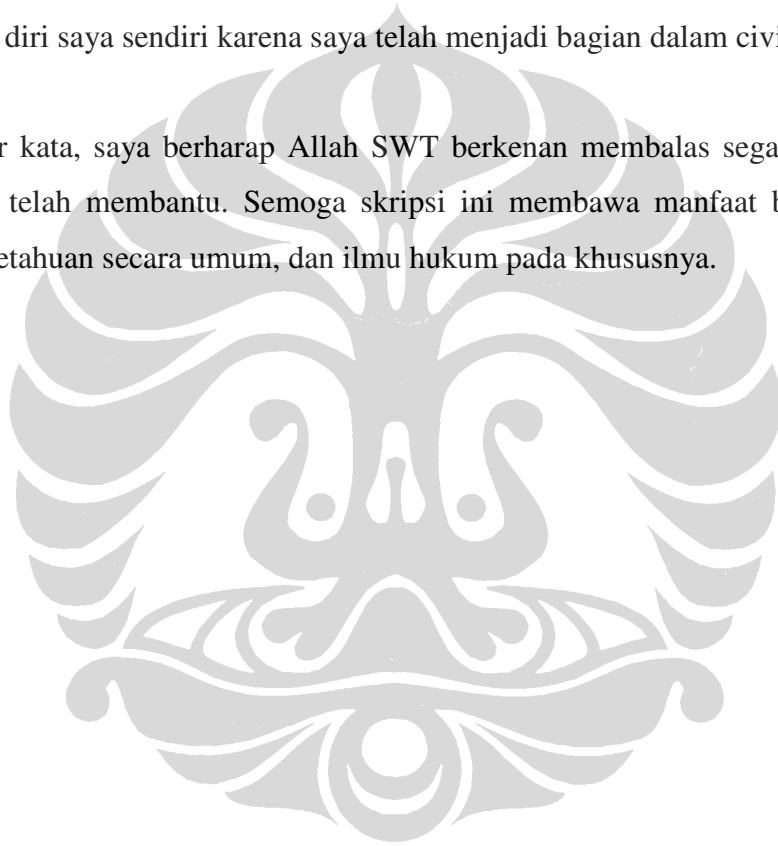 diri saya sendiri karena saya telah menjadi bagian dalam civi
r kata, saya berharap Allah SWT berkenan membalas sega
telah membantu. Semoga skripsi ini membawa manfaat b
etahuan secara umum, dan ilmu hukum pada khususnya.